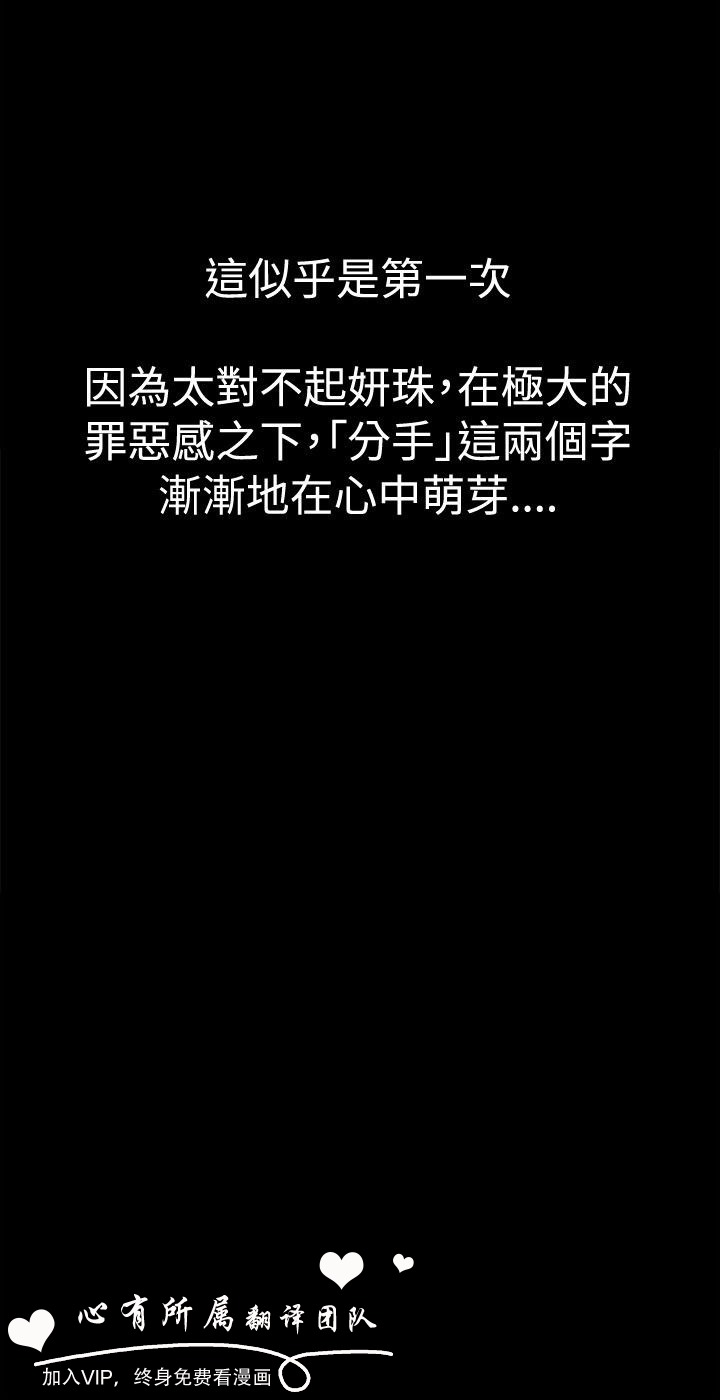 這似乎是第一次
因為太對不起妍珠，在極大的
罪惡感之下，「分手」這兩個字
漸漸地在心中萌芽....
心有所属翻译团队
加入VIP，终身免费看漫画